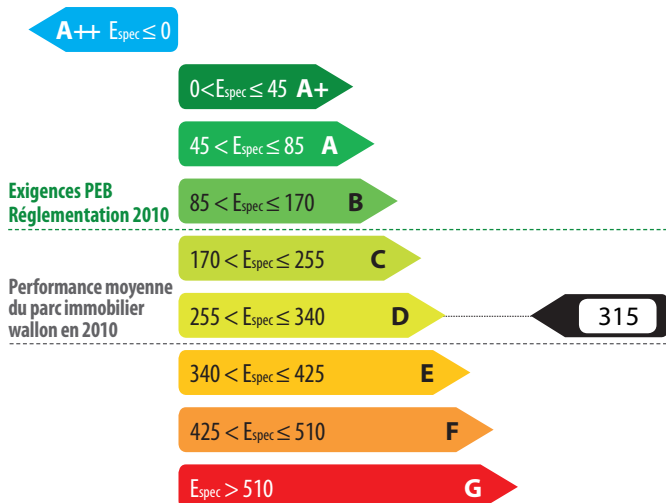 A++ Espec ≤ 0
0<Espec ≤ 45 A+
45 < Espec ≤ 85 A
Exigences PEB
Réglementation 2010
85 < Espec ≤ 170 B
170 < Espec ≤ 255 C
Performance moyenne
du parc immobilier
wallon en 2010
255 < Espec ≤ 340 D
315
340 < Espec ≤ 425 E
425 < Espec ≤ 510 F
Espec > 510 G